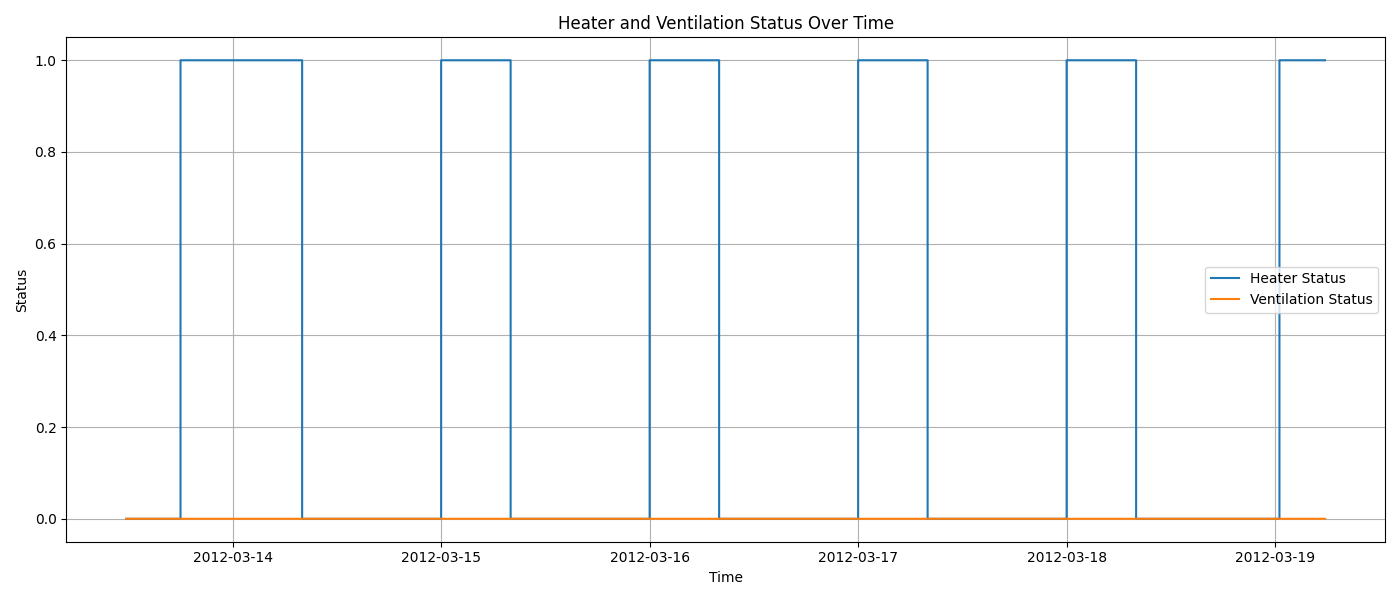 Heater and Ventilation Status Over Time
1.0
0.8
0.6
0.4
0.2
0.0
Status
Heater Status
Ventilation Status
2012-03-14 2012-03-15 2012-03-16 2012-03-17 2012-03-18 2012-03-19
Time